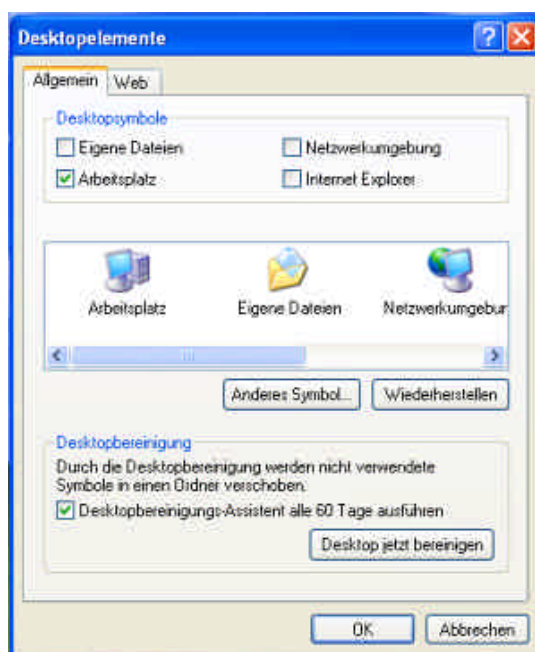 Desktopelemente
Allgemein Web
Desktopsymbole
Eigene Dateien Netzwerkumgebung
Arbeitsplatz Internet Explorer
Arbeitsplatz Eigene Dateien Netzwerkumgebur
Anderes Symbol... Wiederherstellen
Desktopbereinigung
Durch die Desktopbereinigung werden nicht verwendete
Symbole in einen Ordner verschoben.
Desktopbereinigungs-Assistent alle 60 Tage ausführen
Desktop jetzt bereinigen
OK Abbrechen